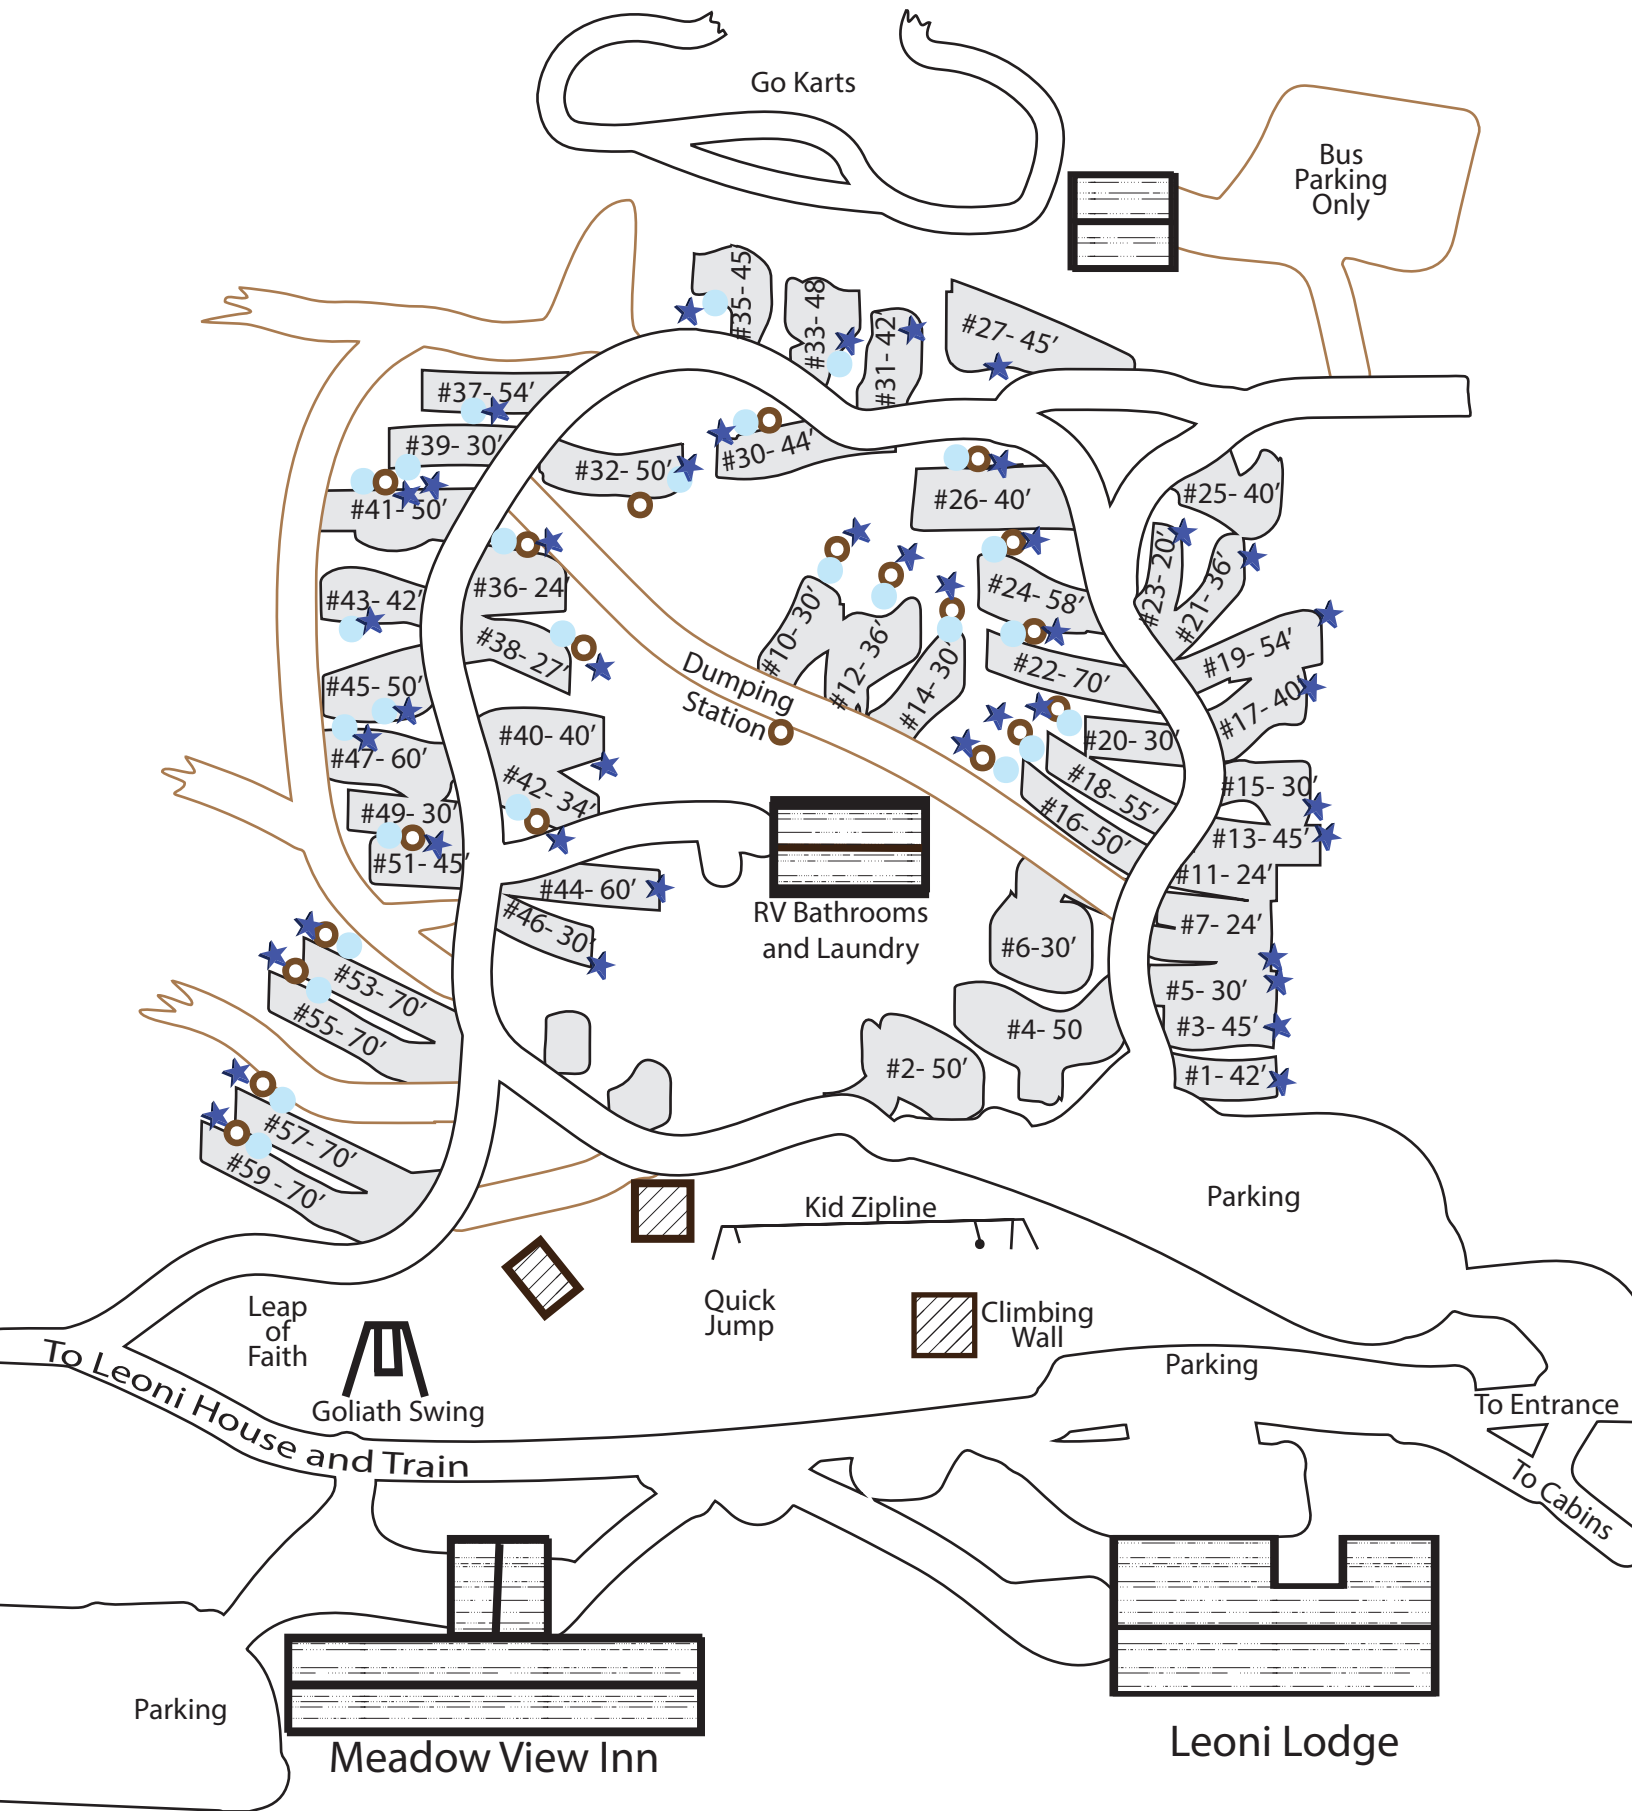 Go Karts
Bus
Parking
Only
#35- 45
#33- 48
#31- 42
#27- 45’
#37- 54’
#39- 30’
#41- 50’
#32- 50’
#30- 44’
#26- 40’
#25- 40’
#43- 42’
#36- 24’
#38- 27’
#10- 30’
#12- 36’
#14- 30’
#24- 58’
#22- 70’
#23- 20’
#21- 36’
#19- 54’
#17- 40’
#45- 50’
#47- 60’
#40- 40’
#42- 34’
Dumping
Station
#20- 30’
#18- 55’
#16- 50’
#15- 30’
#13- 45’
#11- 24’
#49- 30’
#51- 45’
#44- 60’
#46- 30’
RV Bathrooms
and Laundry
#6-30’
#7- 24’
#5- 30’
#3- 45’
#1- 42’
#4- 50
#2- 50’
#53- 70’
#55- 70’
#57- 70’
#59 - 70’
Parking
Kid Zipline
Leap
of
Faith
Quick
Jump
Climbing
Wall
Goliath Swing
Parking
To Entrance
To Cabins
To Leoni House and Train
Parking
Meadow View Inn
Leoni Lodge